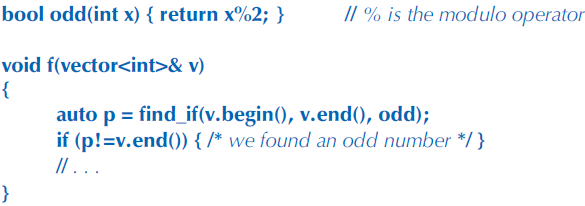 bool odd(int x) { return x%2; } // % is the modulo operator
void f(vector<int>& v)
{
auto p = find_if(v.begin(), v.end(), odd);
if (p!=v.end()) { /* we found an odd number */ }
// . . .
}